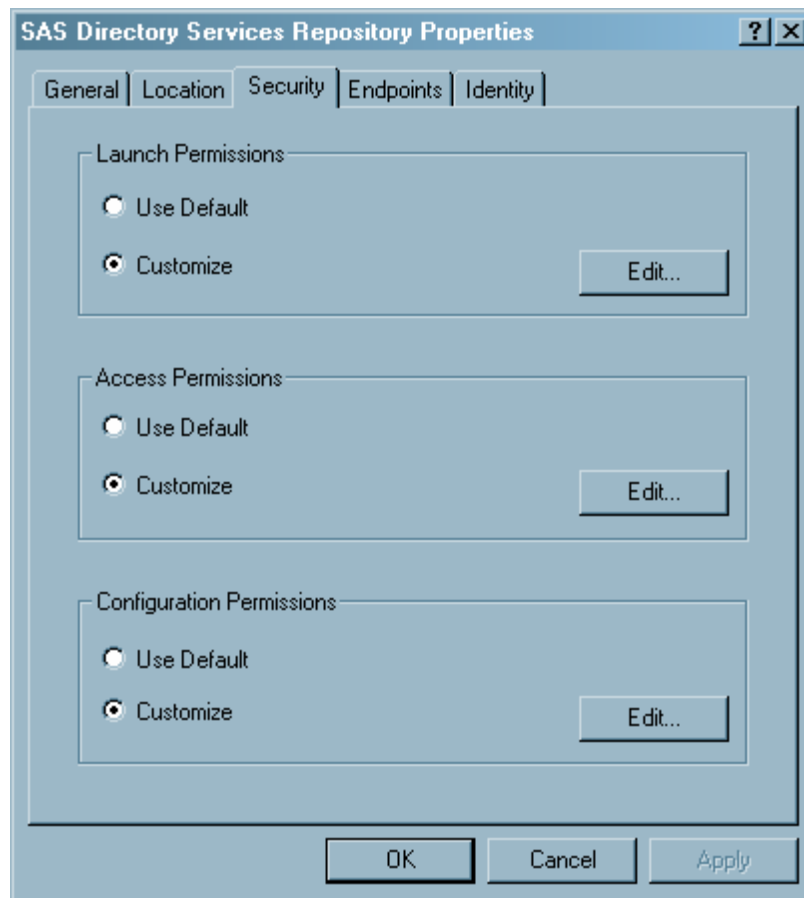 SAS Directory Services Repository Properties ? ×
General Location Security Endpoints Identity
Launch Permissions
Use Default
Customize
Edit...
Access Permissions
Use Default
Customize
Edit...
Configuration Permissions
Use Default
Customize
Edit...
OK Cancel Apply